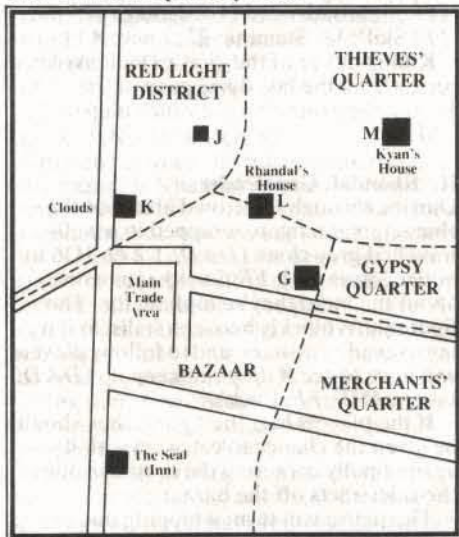 RED LIGHT
DISTRICT
THIEVES'
QUARTER
J
M
Kyan's
House
Rhandal's
House
Clouds
K
L
G
GYPSY
QUARTER
Main
Trade
Area
BAZAAR
MERCHANTS'
QUARTER
The Seal
(Inn)